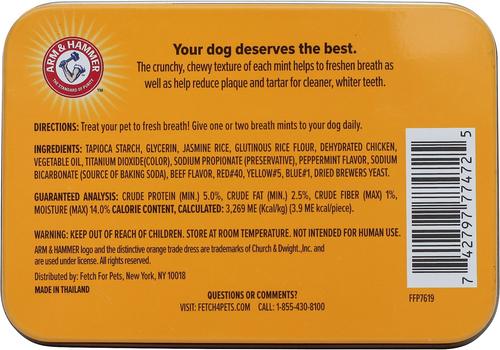 ARM & HAMMER
THE STANDARD OF PURITY
TM
Your dog deserves the best.
The crunchy, chewy texture of each mint helps to freshen breath as
well as help reduce plaque and tartar for cleaner, whiter teeth.
DIRECTIONS: Treat your pet to fresh breath! Give one or two breath mints to your dog daily.
INGREDIENTS: TAPIOCA STARCH, GLYCERIN, JASMINE RICE, GLUTINOUS RICE FLOUR, DEHYDRATED CHICKEN,
VEGETABLE OIL, TITANIUM DIOXIDE(COLOR), SODIUM PROPIONATE (PRESERVATIVE), PEPPERMINT FLAVOR, SODIUM
BICARBONATE (SOURCE OF BAKING SODA), BEEF FLAVOR, RED#40, YELLOW#5, BLUE#1, DRIED BREWERS YEAST.
GUARANTEED ANALYSIS: CRUDE PROTEIN (MIN.) 5.0%, CRUDE FAT (MIN.) 2.5%, CRUDE FIBER (MAX) 1%,
MOISTURE (MAX) 14.0% CALORIE CONTENT, CALCULATED: 3,269 ME (Kcal/kg) (3.9 ME kcal/piece).
WARNING: KEEP OUT OF REACH OF CHILDREN. STORE AT ROOM TEMPERATURE. NOT INTENDED FOR HUMAN USE.
ARM & HAMMER logo and the distinctive orange trade dress are trademarks of Church & Dwight.,Inc. and
are used under license. All rights reserved.
Distributed by: Fetch For Pets, New York, NY 10018
MADE IN THAILAND
QUESTIONS OR COMMENTS?
VISIT: FETCH4PETS.COM CALL: 1-855-430-8100
7 42797 77472 5
FFP7619